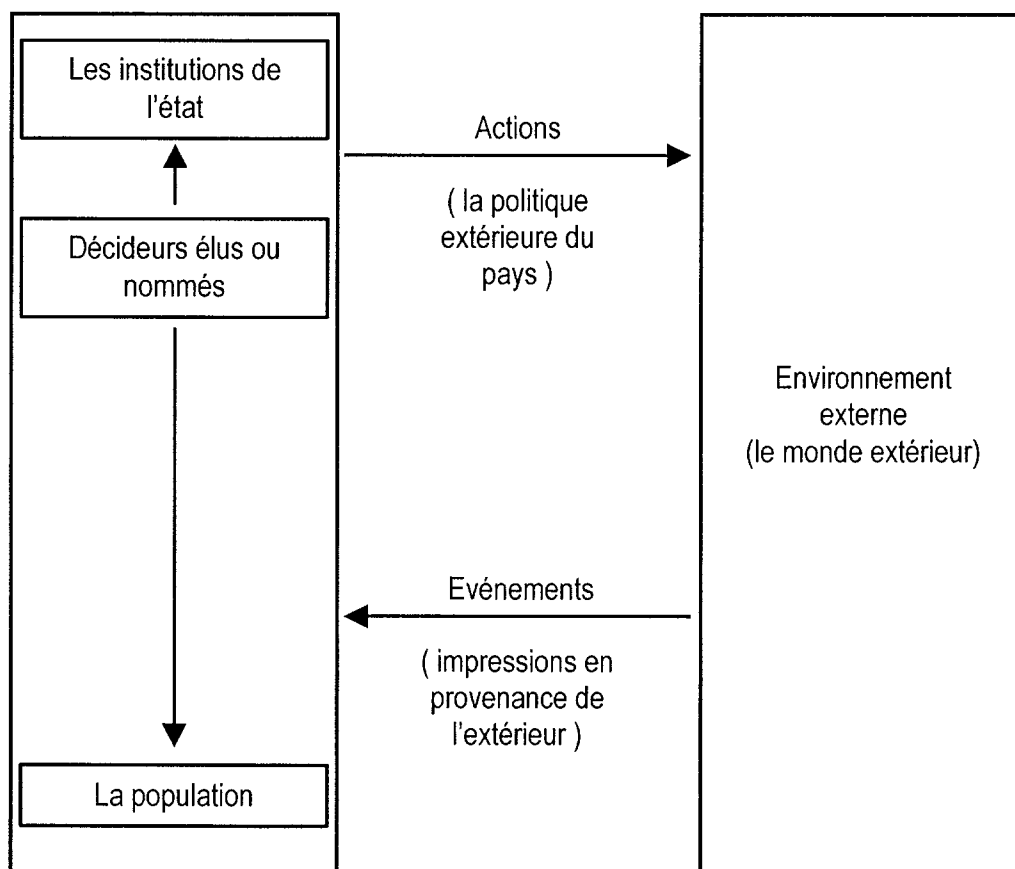 Les institutions de
l'état
Décideurs élus ou
nommés
La population
Actions
( la politique
extérieure du
pays )
Evénements
( impressions en
provenance de
l'extérieur )
Environnement
externe
(le monde extérieur)